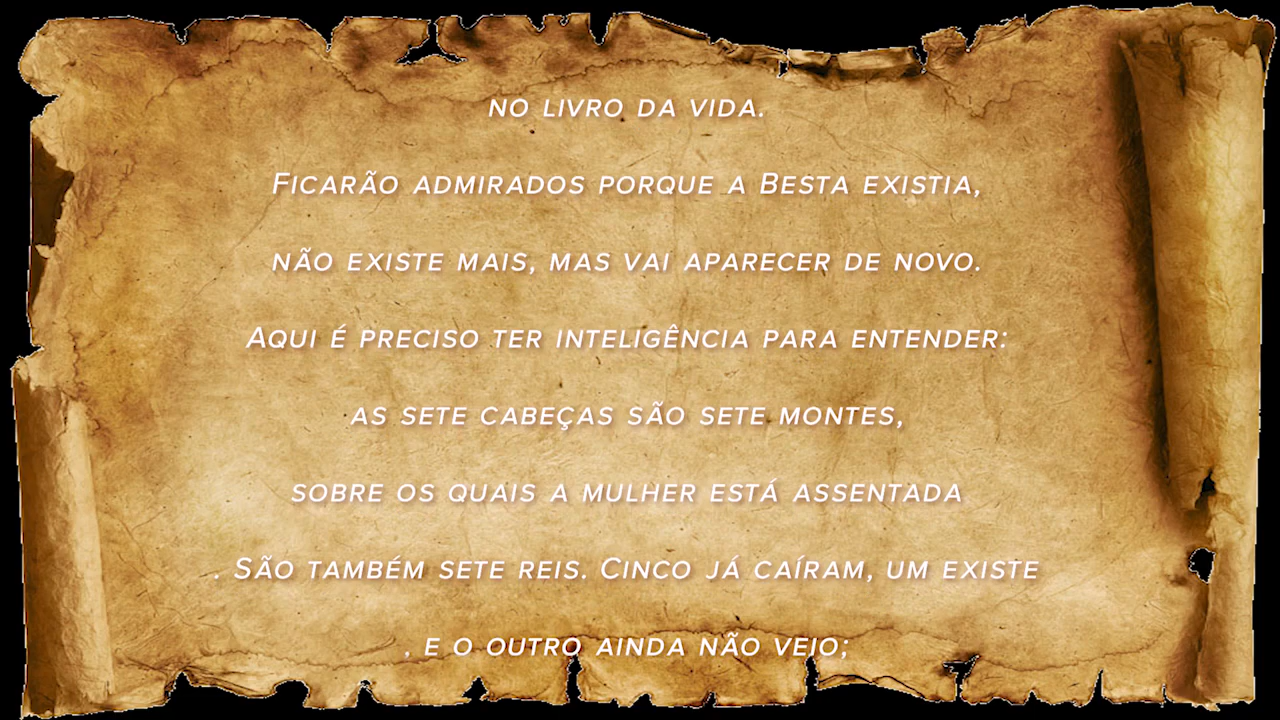 NO LIVRO DA VIDA.
FICARÃO ADMIRADOS PORQUE A BESTA EXISTIA,
NÃO EXISTE MAIS, MAS VAI APARECER DE NOVO.
AQUI É PRECISO TER INTELIGÊNCIA PARA ENTENDER:
AS SETE CABEÇAS SÃO SETE MONTES,
SOBRE OS QUAIS A MULHER ESTÁ ASSENTADA
. SÃO TAMBÉM SETE REIS. CINCO JÁ CAÍRAM, UM EXISTE
, E O OUTRO AINDA NÃO VEIO;